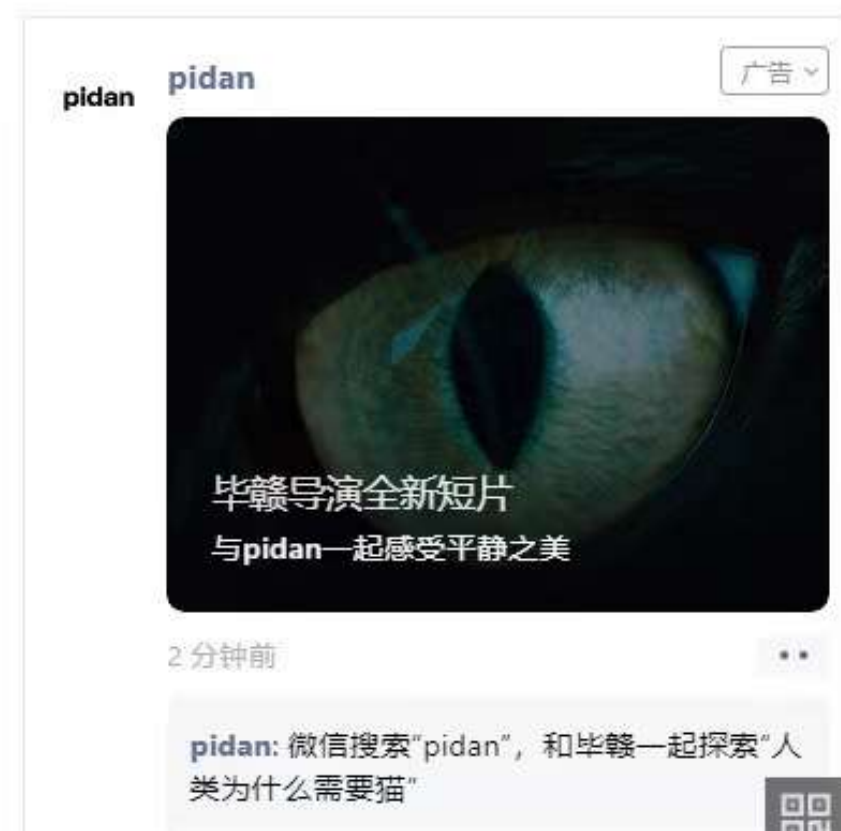 pidan
pidan
广告
毕赣导演全新短片
与pidan一起感受平静之美
2 分钟前
pidan: 微信搜索“pidan”，和毕赣一起探索“人
类为什么需要猫”